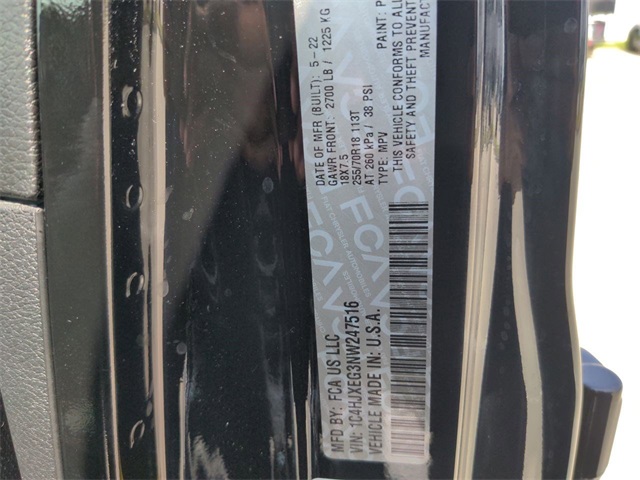 MFD BY: FCA US LLC
DATE OF MFR (BUILT): 5-22
GAWR FRONT: 2700 LB / 1225 KG
18X7.5
255/70R18 113T
AT 260 kPa / 38 PSI
TYPE: MPV
PAINT: P
VIN: 1C4HJXEG3NW247516
VEHICLE MADE IN: U.S.A.
THIS VEHICLE CONFORMS TO ALL
SAFETY AND THEFT PREVENT
MANUFACT
FCA